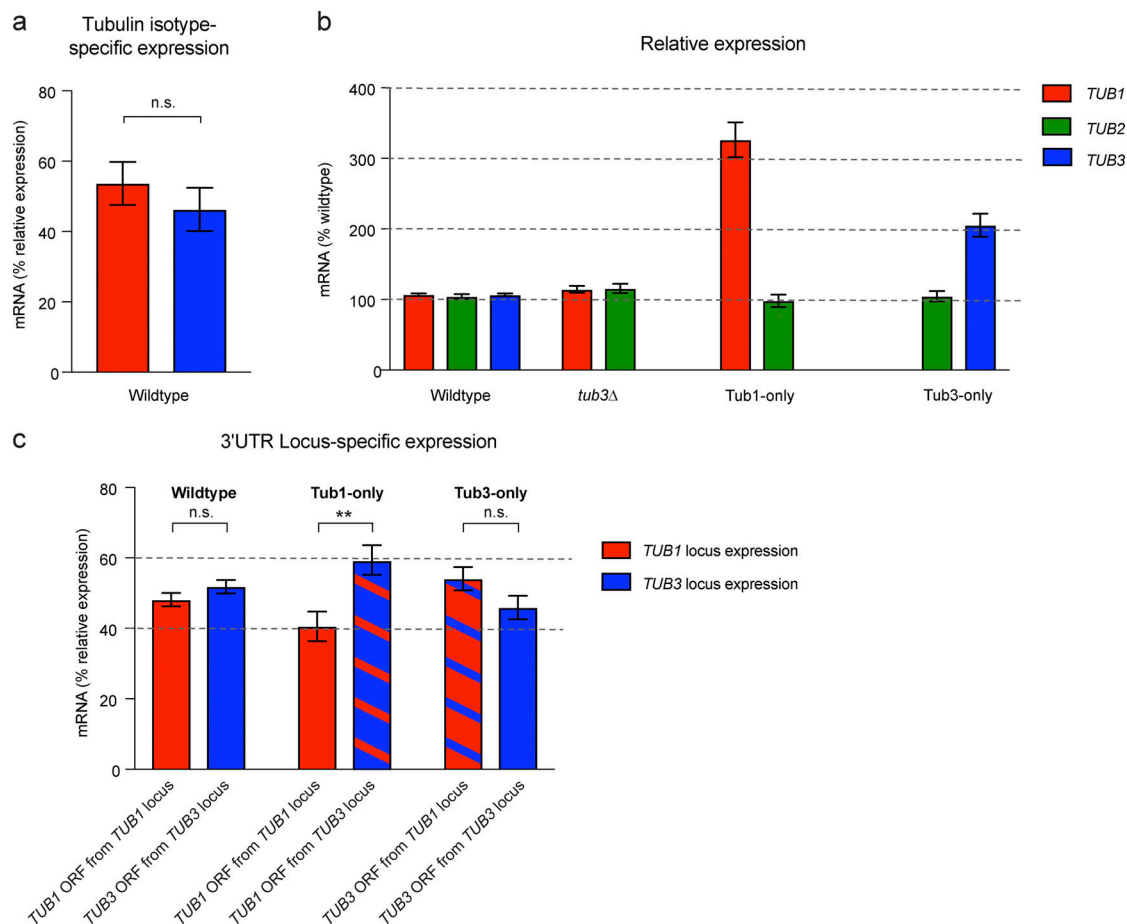 a
Tubulin isotype-
specific expression
mRNA (% relative expression)
80
60
40
20
0
n.s.
Wildtype
b
Relative expression
mRNA (% wildtype)
400
300
200
100
0
Wildtype
tub3Δ
Tub1-only
Tub3-only
TUB1
TUB2
TUB3
c
3'UTR Locus-specific expression
mRNA (% relative expression)
80
60
40
20
0
Wildtype
n.s.
Tub1-only
**
Tub3-only
n.s.
TUB1 locus expression
TUB3 locus expression
TUB1 ORF from TUB1 locus
TUB3 ORF from TUB3 locus
TUB1 ORF from TUB1 locus
TUB1 ORF from TUB3 locus
TUB3 ORF from TUB1 locus
TUB3 ORF from TUB3 locus